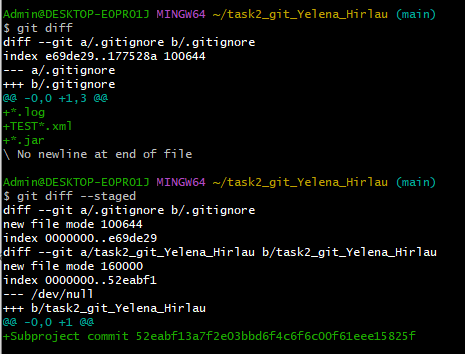 Admin@DESKTOP-EOPRO1J MINGW64 ~/task2_git_Yelena_Hirlau (main)
$ git diff
diff --git a/.gitignore b/.gitignore
index e69de29..177528a 100644
--- a/.gitignore
+++ b/.gitignore
@@ -0,0 +1,3 @@
+*.log
+TEST*.xml
+*.jar
\ No newline at end of file
Admin@DESKTOP-EOPRO1J MINGW64 ~/task2_git_Yelena_Hirlau (main)
$ git diff --staged
diff --git a/.gitignore b/.gitignore
new file mode 100644
index 0000000..e69de29
diff --git a/task2_git_Yelena_Hirlau b/task2_git_Yelena_Hirlau
new file mode 160000
index 0000000..52eabf1
--- /dev/null
+++ b/task2_git_Yelena_Hirlau
@@ -0,0 +1 @@
+Subproject commit 52eabf13a7f2e03bbd6f4c6f6c00f61eee15825f